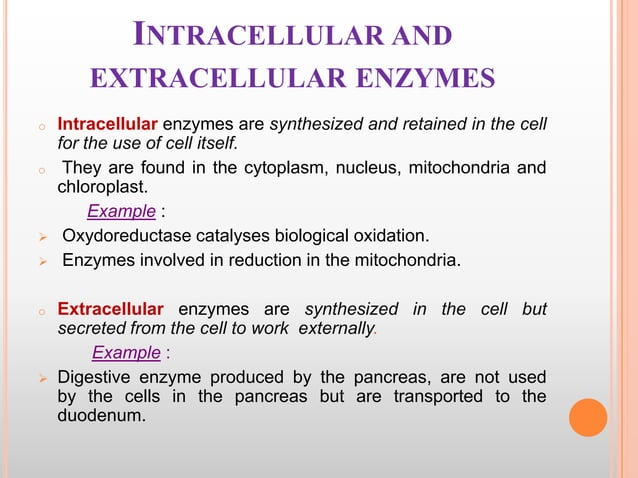 INTRACELLULAR AND
EXTRACELLULAR ENZYMES
o Intracellular enzymes are synthesized and retained in the cell
for the use of cell itself.
o They are found in the cytoplasm, nucleus, mitochondria and
chloroplast.
Example :
➢ Oxydoreductase catalyses biological oxidation.
➢ Enzymes involved in reduction in the mitochondria.
o Extracellular enzymes are synthesized in the cell but
secreted from the cell to work externally.
Example :
➢ Digestive enzyme produced by the pancreas, are not used
by the cells in the pancreas but are transported to the
duodenum.